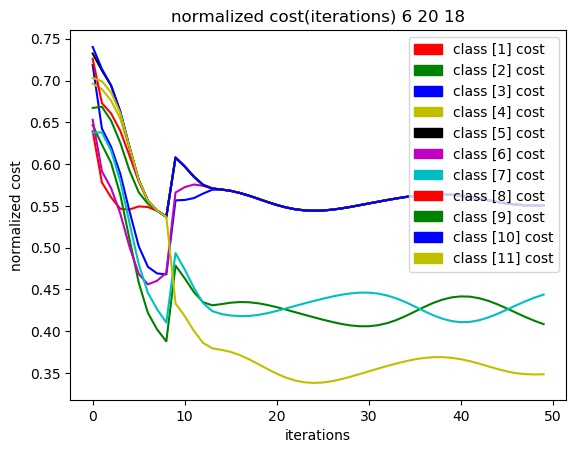 normalized cost(iterations) 6 20 18
0.75
0.70
0.65
0.60
0.55
0.50
0.45
0.40
0.35
normalized cost
class [1] cost
class [2] cost
class [3] cost
class [4] cost
class [5] cost
class [6] cost
class [7] cost
class [8] cost
class [9] cost
class [10] cost
class [11] cost
0 10 20 30 40 50
iterations